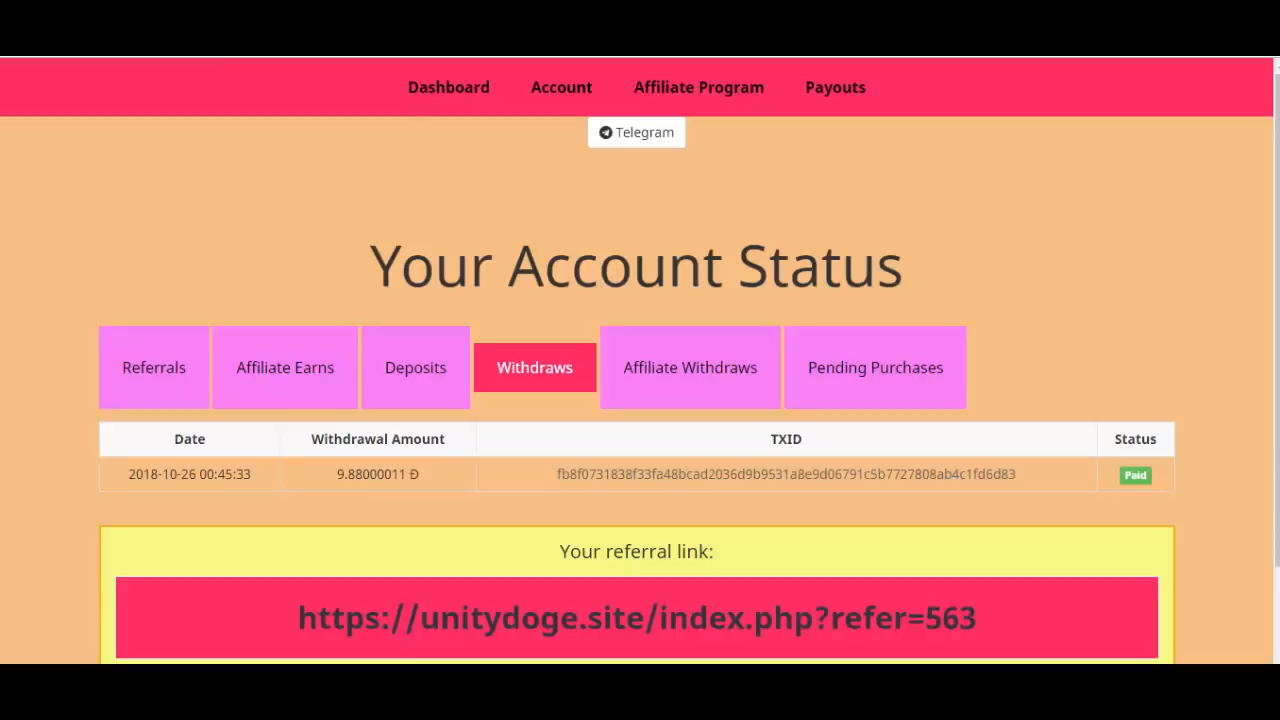 Dashboard Account Affiliate Program Payouts
Telegram
Your Account Status
Referrals Affiliate Earns Deposits Withdraws Affiliate Withdraws Pending Purchases
Date Withdrawal Amount TXID Status
2018-10-26 00:45:33 9.88000011 Ð fb8f0731838f33fa48bcad2036d9b9531a8e9d06791c5b7727808ab4c1fd6d83 Paid
Your referral link:
https://unitydoge.site/index.php?refer=563